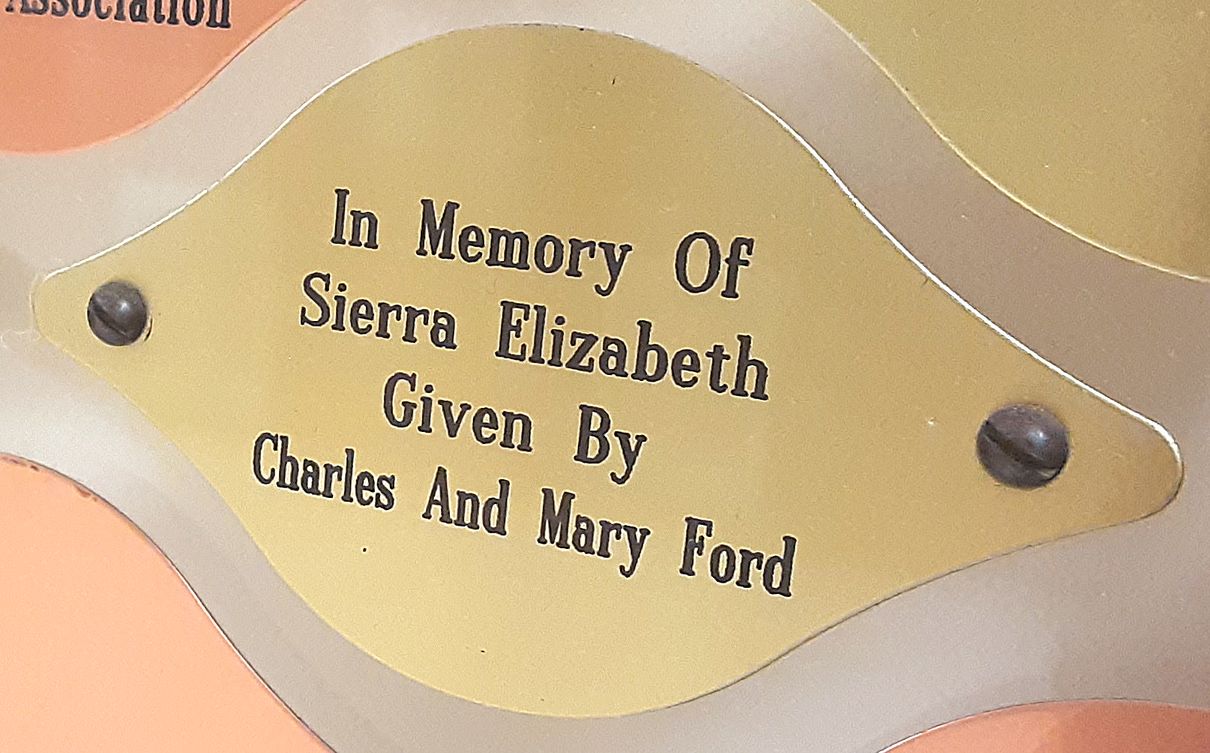 Association
In Memory Of
Sierra Elizabeth
Given By
Charles And Mary Ford